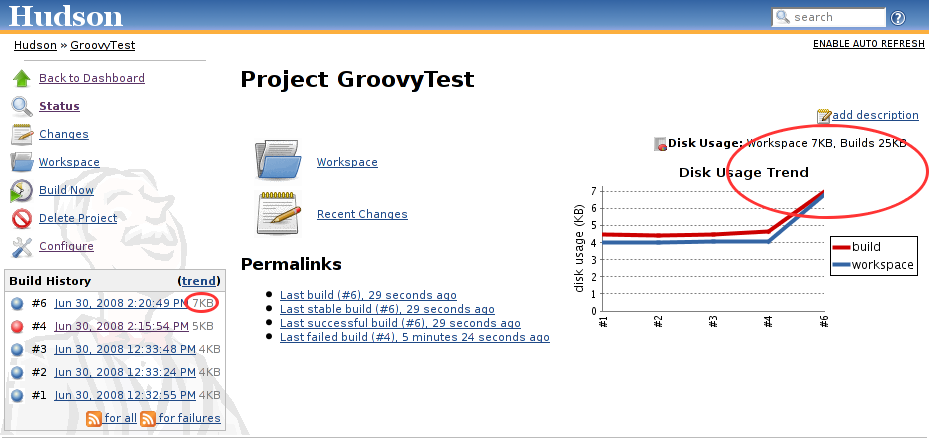 Hudson
search
Hudson » GroovyTest
ENABLE AUTO REFRESH
Back to Dashboard
Status
Changes
Workspace
Build Now
Delete Project
Configure
Build History (trend)
#6 Jun 30, 2008 2:20:49 PM 7KB
#4 Jun 30, 2008 2:15:54 PM 5KB
#3 Jun 30, 2008 12:33:48 PM 4KB
#2 Jun 30, 2008 12:33:24 PM 4KB
#1 Jun 30, 2008 12:32:55 PM 4KB
for all for failures
Project GroovyTest
add description
Disk Usage: Workspace 7KB, Builds 25KB
Workspace
Recent Changes
Disk Usage Trend
disk usage (KB)
7
6
5
4
3
2
1
0
#1
#2
#3
#4
#6
build
workspace
Permalinks
Last build (#6), 29 seconds ago
Last stable build (#6), 29 seconds ago
Last successful build (#6), 29 seconds ago
Last failed build (#4), 5 minutes 24 seconds ago